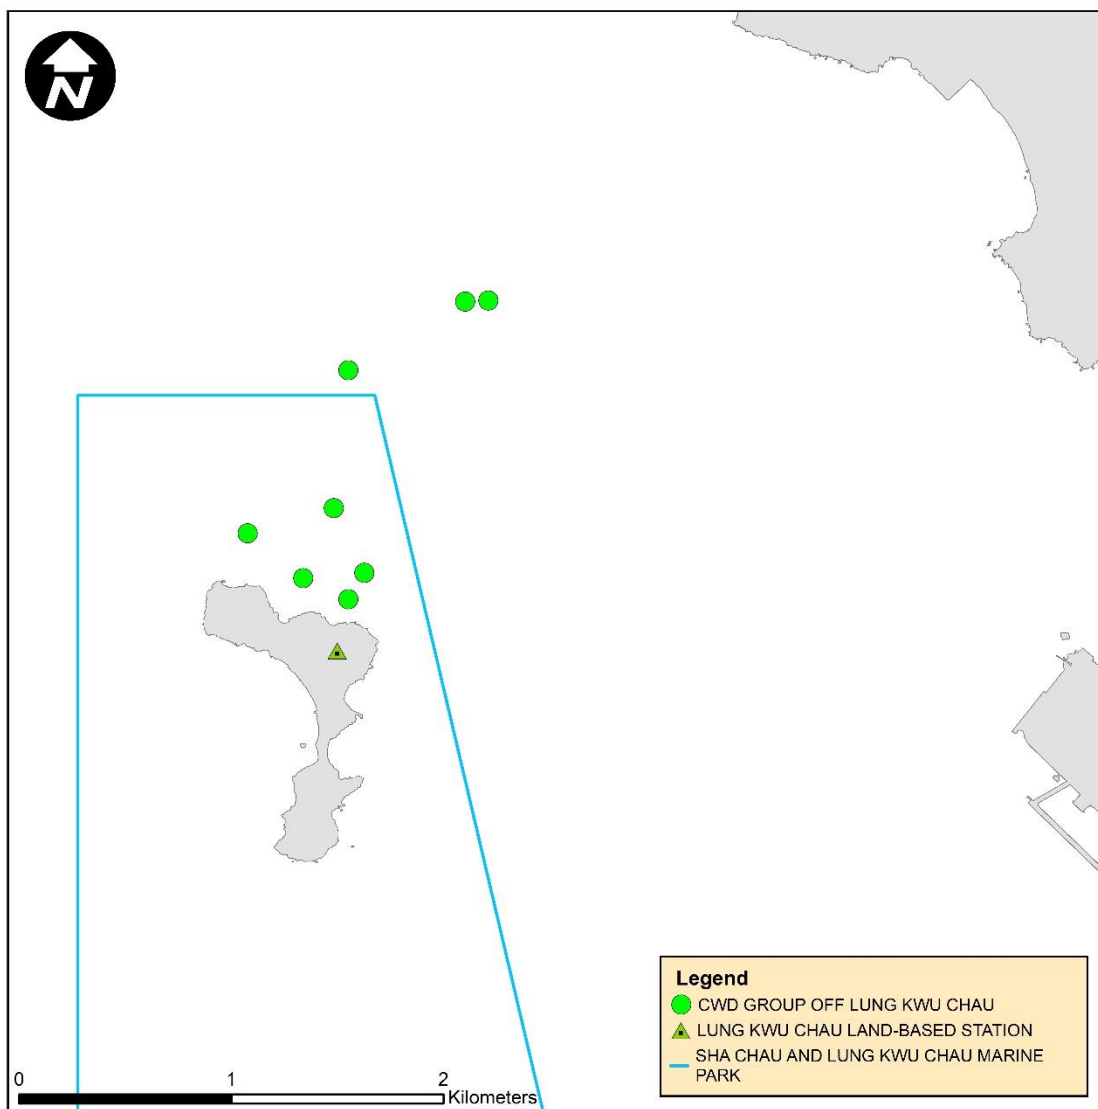 N
Legend
CWD GROUP OFF LUNG KWU CHAU
LUNG KWU CHAU LAND-BASED STATION
SHA CHAU AND LUNG KWU CHAU MARINE
PARK
0 1 2
Kilometers